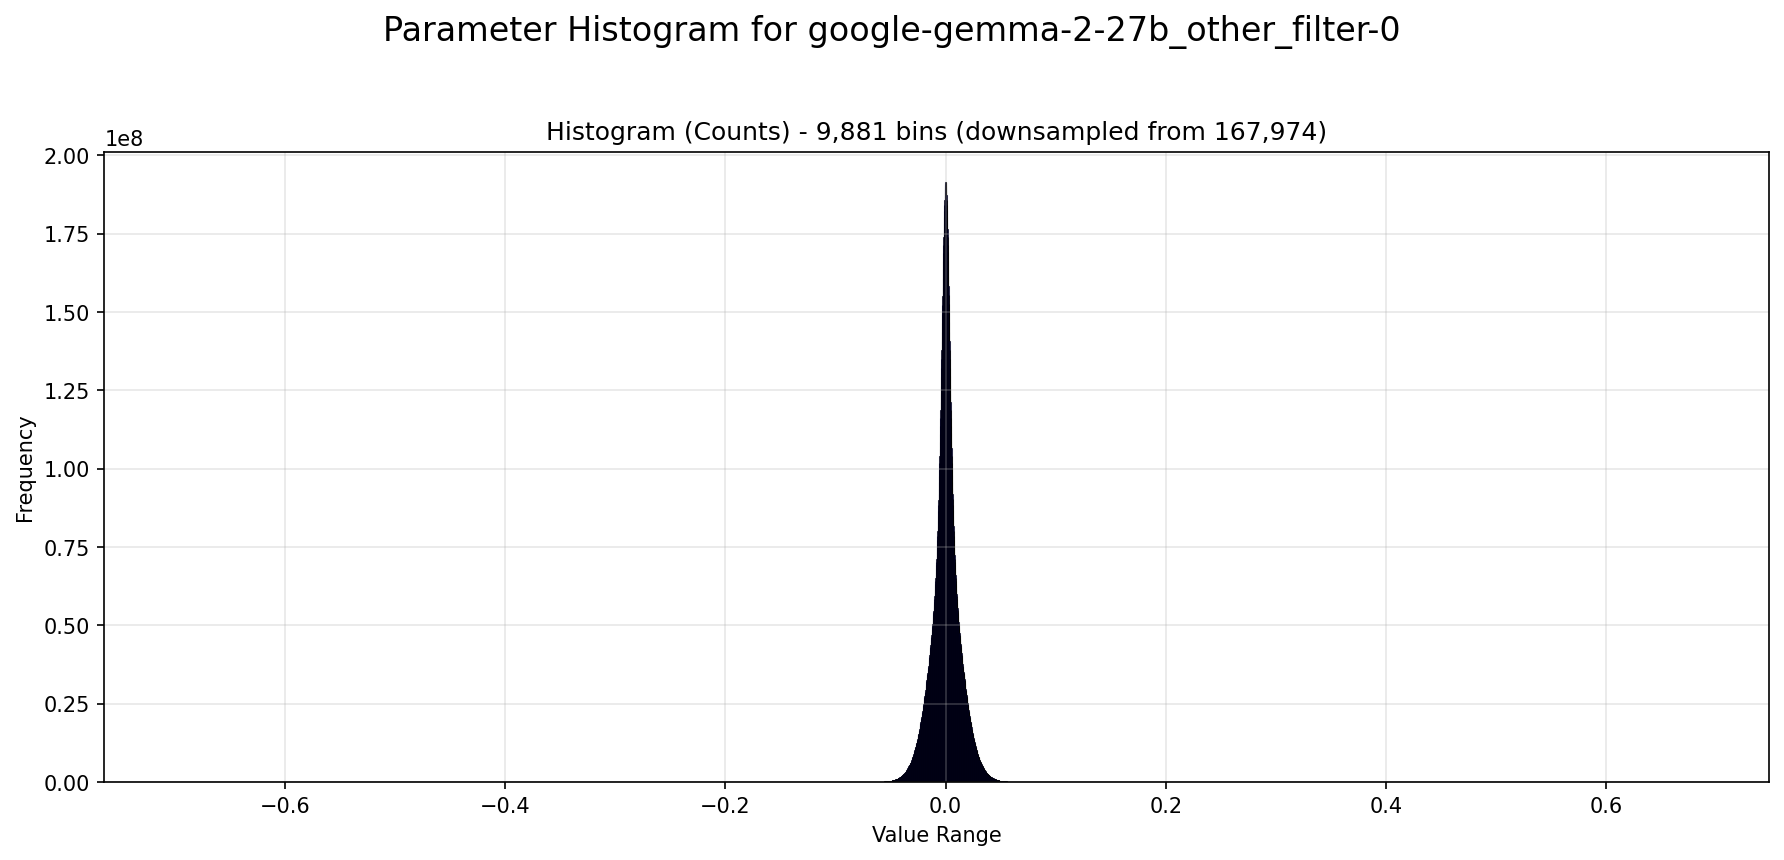 Parameter Histogram for google-gemma-2-27b_other_filter-0
Histogram (Counts) - 9,881 bins (downsampled from 167,974)
1e8
2.00
1.75
1.50
1.25
1.00
0.75
0.50
0.25
0.00
Frequency
−0.6 −0.4 −0.2 0.0 0.2 0.4 0.6
Value Range